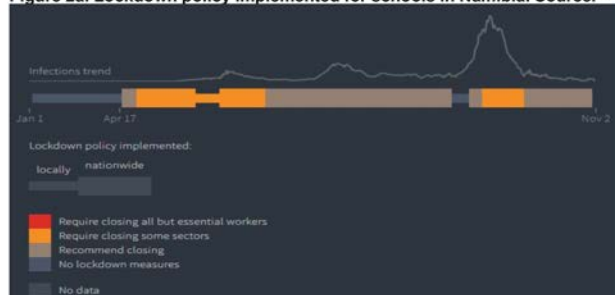 Figure 2a: Lockdown policy implemented for schools in Namibia. Source:
Infections trend
Jan 1 Apr 17 Nov 2
Lockdown policy implemented:
locally nationwide
Require closing all but essential workers
Require closing some sectors
Recommend closing
No lockdown measures
No data